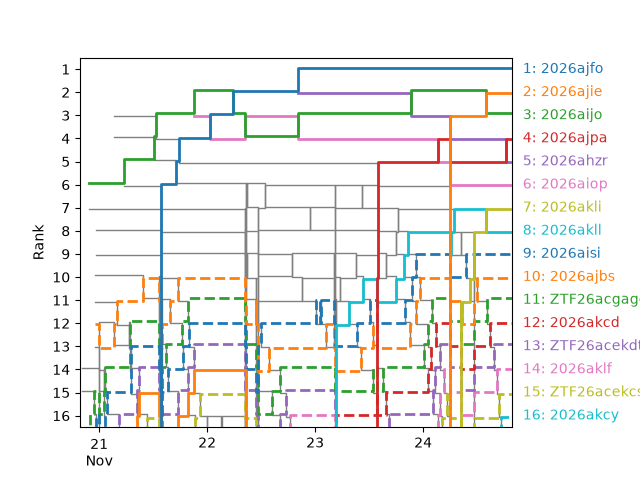 1
2
3
4
5
6
7
8
9
10
11
12
13
14
15
16
Rank
21
22
23
24
Nov
1: 2026ajfo
2: 2026ajie
3: 2026aijo
4: 2026ajpa
5: 2026ahzr
6: 2026aiop
7: 2026akli
8: 2026akll
9: 2026aisi
10: 2026ajbs
11: ZTF26acgag
12: 2026akcd
13: ZTF26acekdt
14: 2026aklf
15: ZTF26acekcs
16: 2026akcy